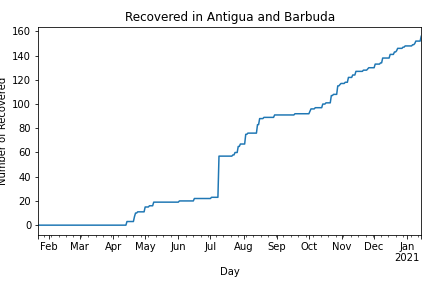 Recovered in Antigua and Barbuda
Number of Recovered
160
140
120
100
80
60
40
20
0
Feb Mar Apr May Jun Jul Aug Sep Oct Nov Dec Jan
2021
Day